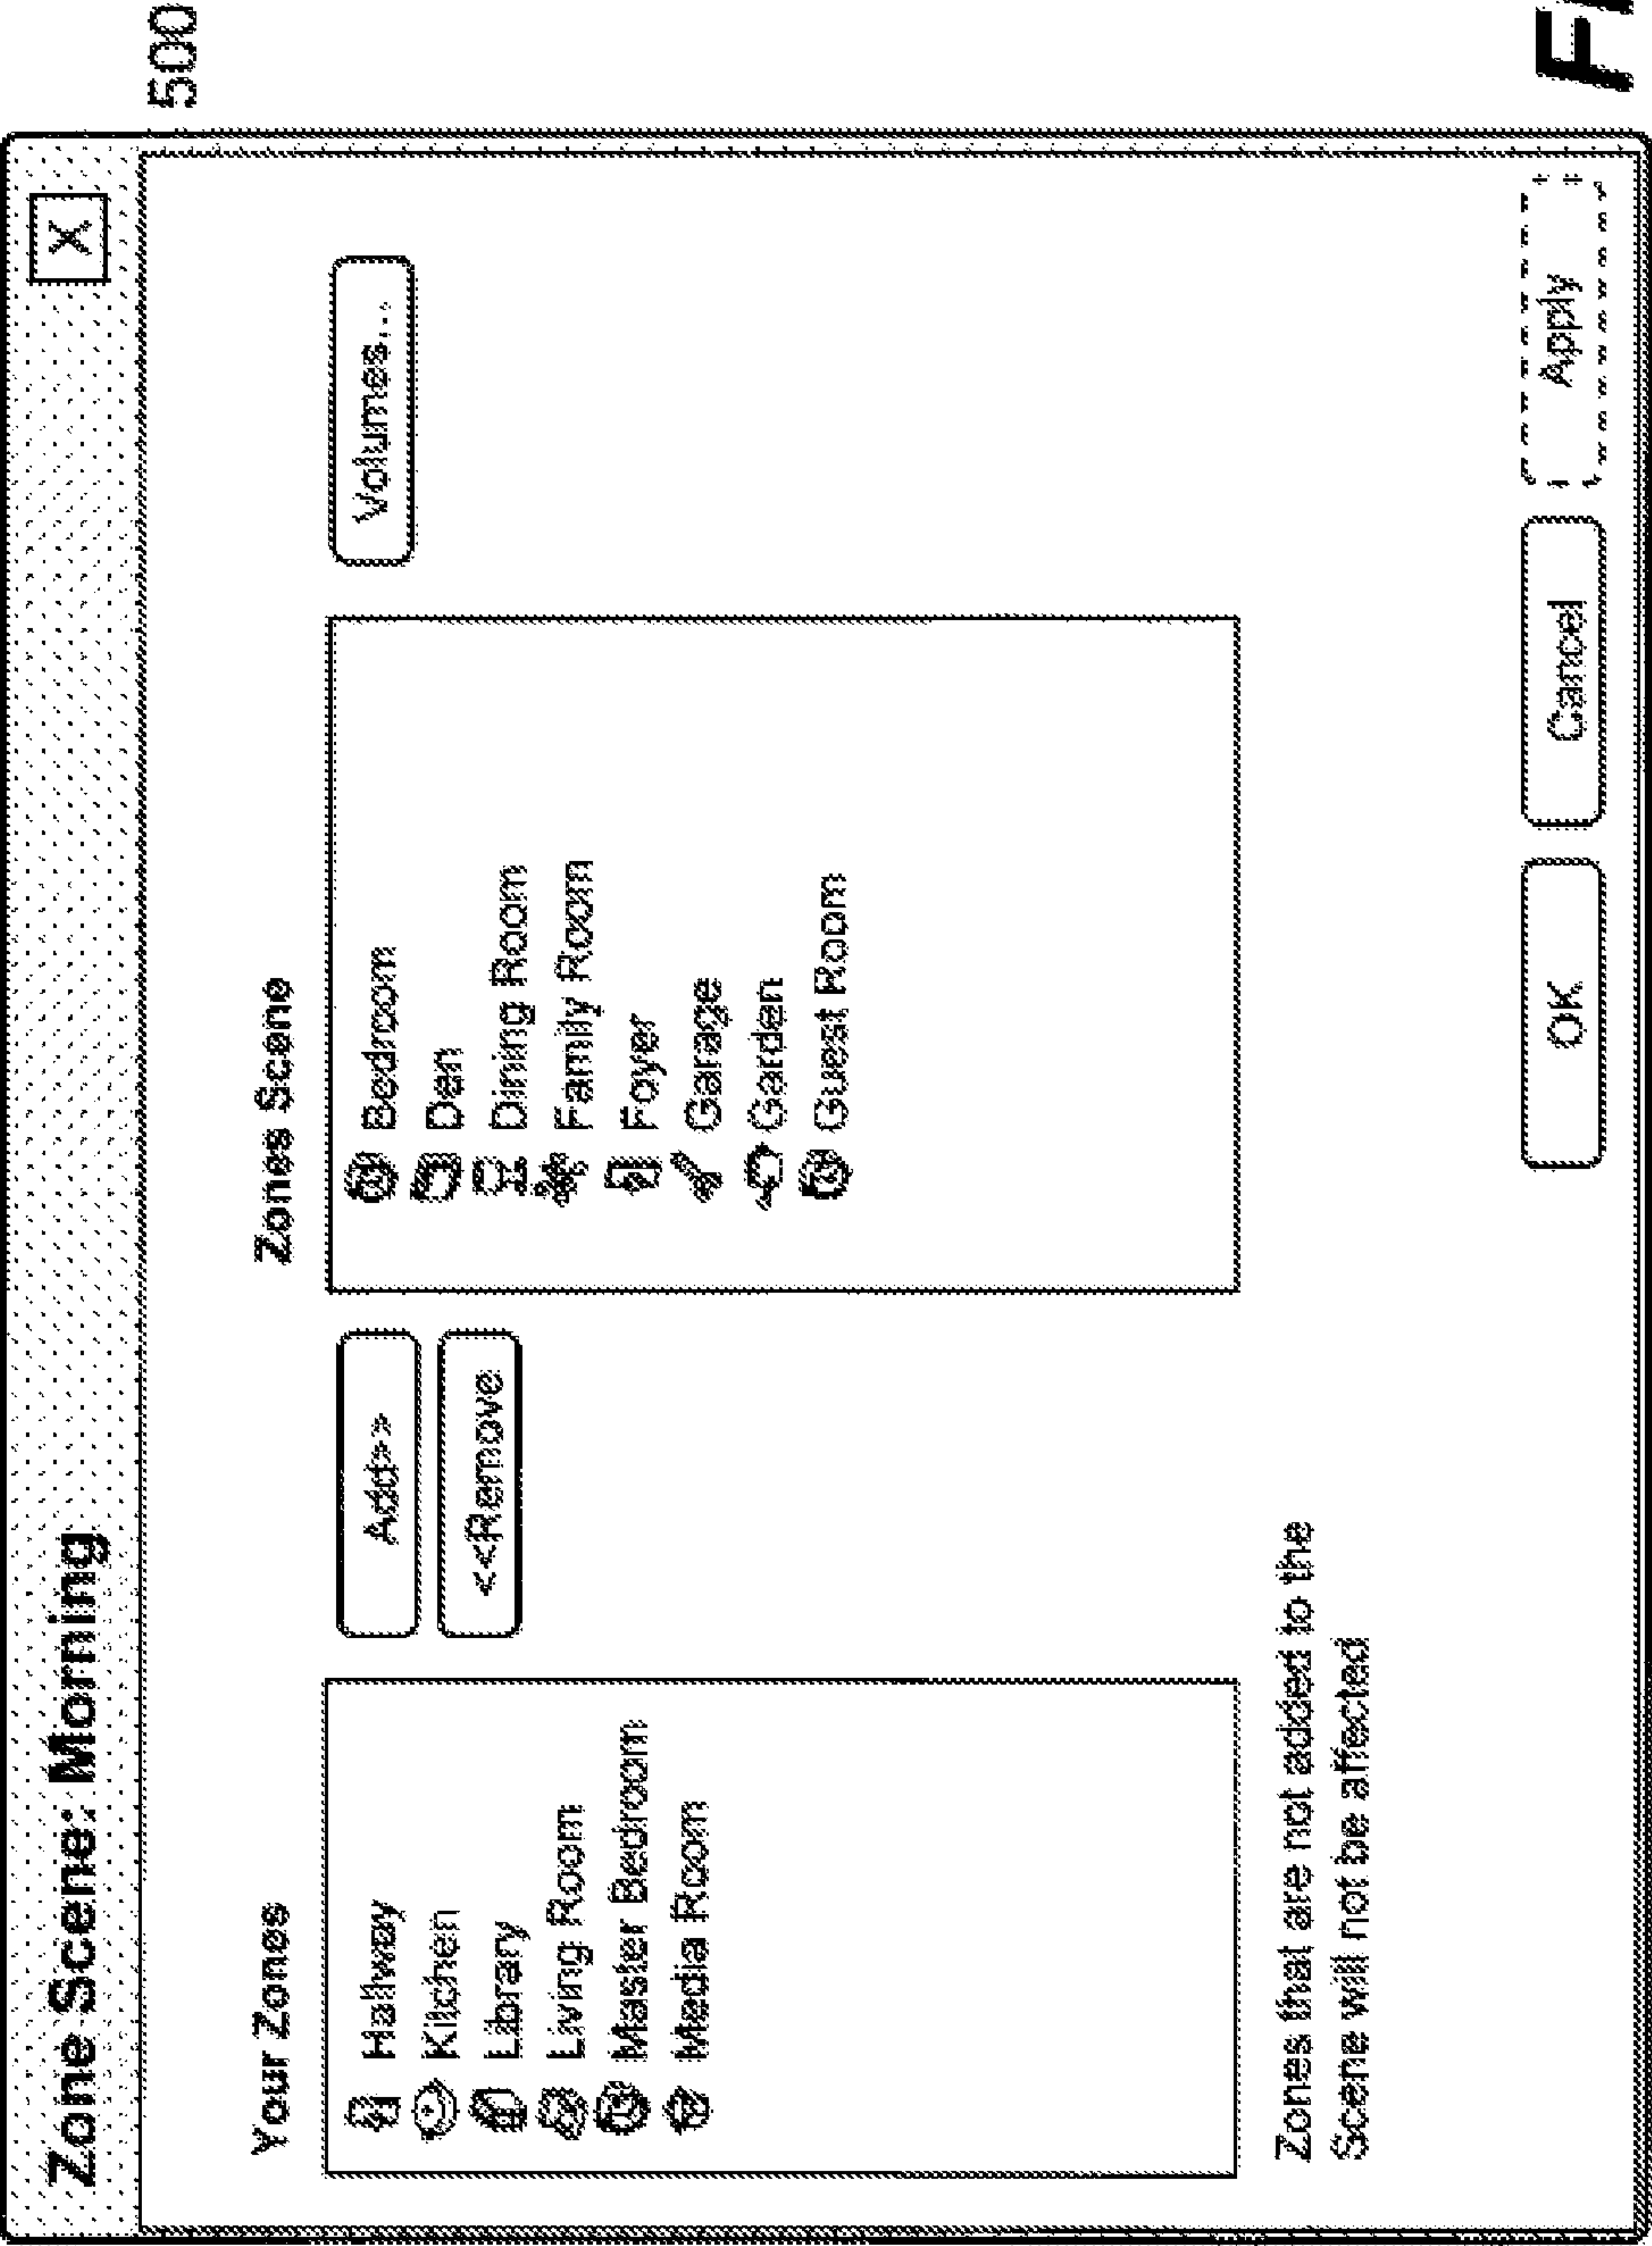 Zone Scene: Morning
X
500
Your Zones
Hallway
Kitchen
Library
Living Room
Master Bedroom
Media Room
Add>>
<<Remove
Zones Scene
Bedroom
Den
Dining Room
Family Room
Foyer
Garage
Garden
Guest Room
Volumes...
Zones that are not added to the
Scene will not be affected
OK
Cancel
Apply